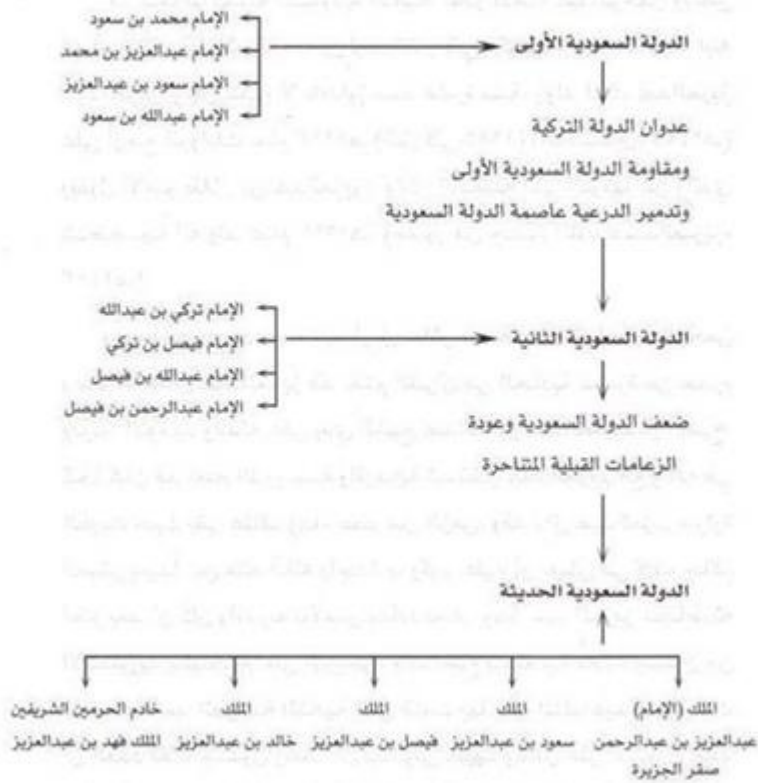 الإمام محمد بن سعود
الدولة السعودية الأولى
الإمام عبدالعزيز بن محمد
الإمام سعود بن عبدالعزيز
الإمام عبدالله بن سعود
عدوان الدولة التركية
ومقاومة الدولة السعودية الأولى
وتدمير الدرعية عاصمة الدولة السعودية
الإمام تركي بن عبدالله
الدولة السعودية الثانية
الإمام فيصل بن تركي
الإمام عبدالله بن فيصل
الإمام عبدالرحمن بن فيصل
ضعف الدولة السعودية وعودة
الزعامات القبلية المتناحرة
الدولة السعودية الحديثة
الملك (الإمام) الملك الملك الملك خادم الحرمين الشريفين
عبدالعزيز بن عبدالرحمن سعود بن عبدالعزيز فيصل بن عبدالعزيز خالد بن عبدالعزيز الملك فهد بن عبدالعزيز
صقر الجزيرة